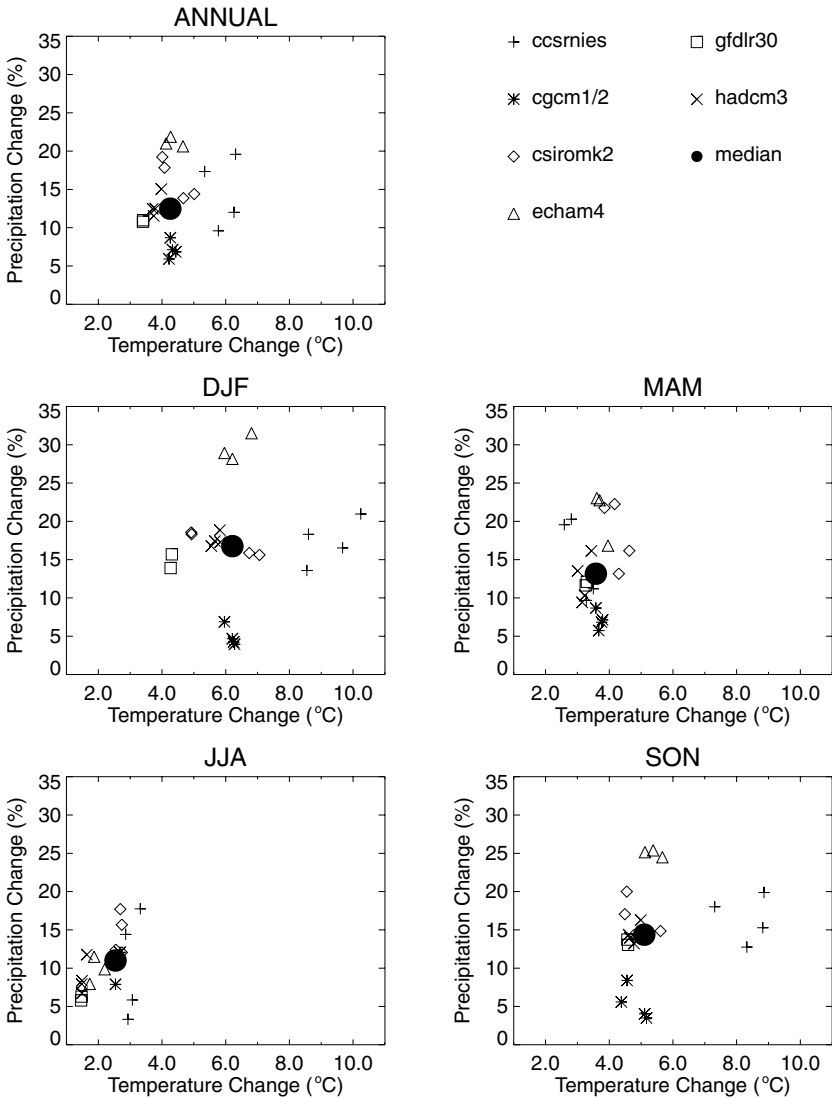 ANNUAL
35
30
25
20
15
10
5
0
Precipitation Change (%)
2.0 4.0 6.0 8.0 10.0
Temperature Change (°C)
ccsrnies
cgcm1/2
csiromk2
echam4
gfdlr30
hadcm3
median
DJF
35
30
25
20
15
10
5
0
Precipitation Change (%)
2.0 4.0 6.0 8.0 10.0
Temperature Change (°C)
MAM
35
30
25
20
15
10
5
0
Precipitation Change (%)
2.0 4.0 6.0 8.0 10.0
Temperature Change (°C)
JJA
35
30
25
20
15
10
5
0
Precipitation Change (%)
2.0 4.0 6.0 8.0 10.0
Temperature Change (°C)
SON
35
30
25
20
15
10
5
0
Precipitation Change (%)
2.0 4.0 6.0 8.0 10.0
Temperature Change (°C)